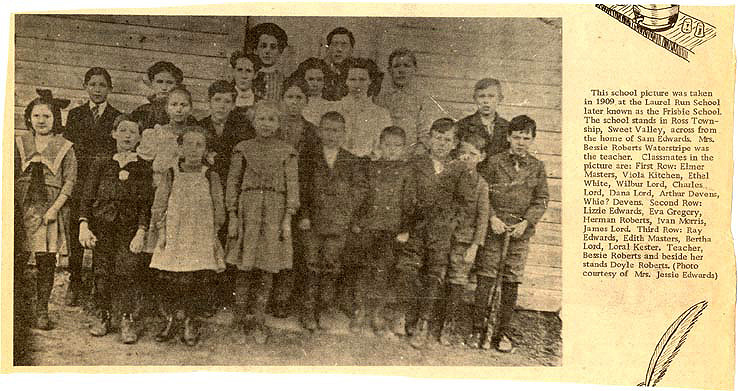 This school picture was taken
in 1909 at the Laurel Run School
later known as the Frisbie School.
The school stands in Ross Town-
ship, Sweet Valley, across from
the home of Sam Edwards. Mrs.
Bessie Roberts Waterstripe was
the teacher. Classmates in the
picture are: First Row: Elmer
Masters, Viola Kitchen, Ethel
White, Wilbur Lord, Charles
Lord, Dana Lord, Arthur Devens,
Whie? Devens. Second Row:
Lizzie Edwards, Eva Gregory,
Herman Roberts, Ivan Morris,
James Lord. Third Row: Ray
Edwards, Edith Masters, Bertha
Lord, Loral Kester. Teacher,
Bessie Roberts and beside her
stands Doyle Roberts. (Photo
courtesy of Mrs. Jessie Edwards)